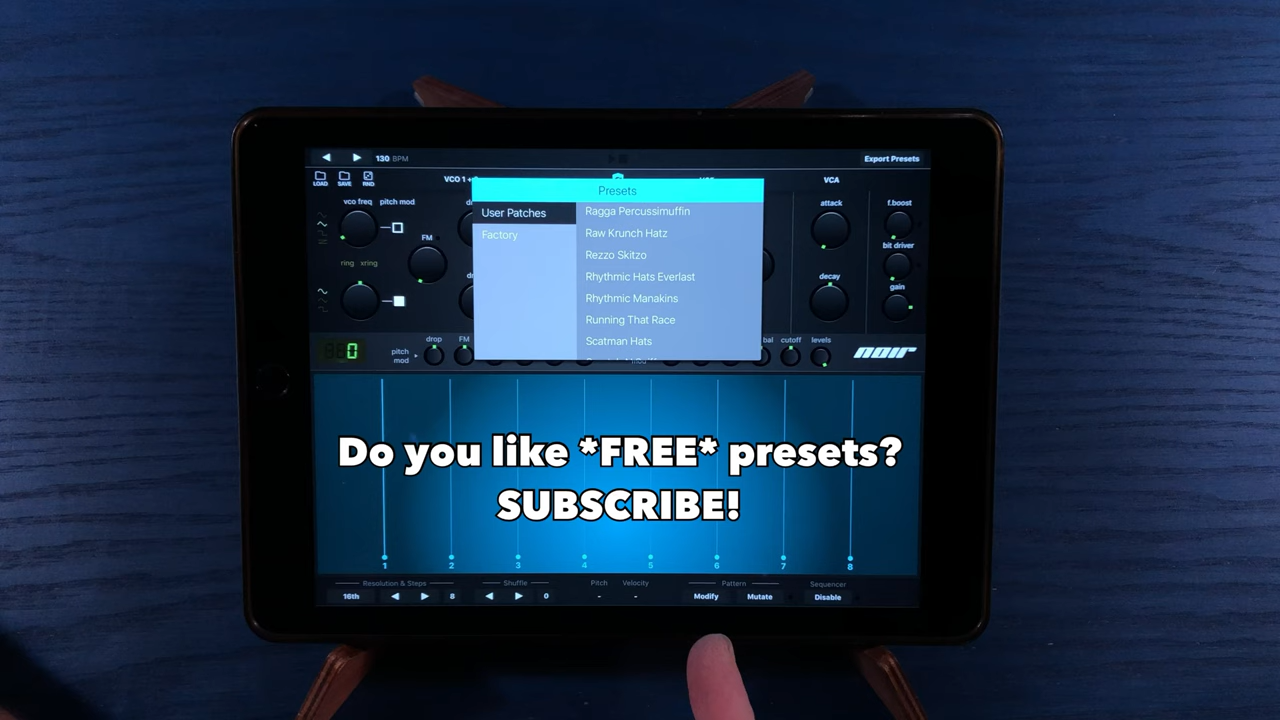 130 BPM
Export Presets
LOAD SAVE RND
VCO 1 +
VCA
Presets
User Patches
Factory
Ragga Percussimuffin
Raw Krunch Hatz
Rezzo Skitzo
Rhythmic Hats Everlast
Rhythmic Manakins
Running That Race
Scatman Hats
vco freq pitch mod
FM
ring xring
attack
decay
f.boost
bit driver
gain
0
pitch mod
drop FM
bal cutoff levels
noir
Do you like *FREE* presets?
SUBSCRIBE!
1 2 3 4 5 6 7 8
Resolution & Steps Shuffle Pitch Velocity Pattern Sequencer
16th 8 0 - - Modify Mutate Disable